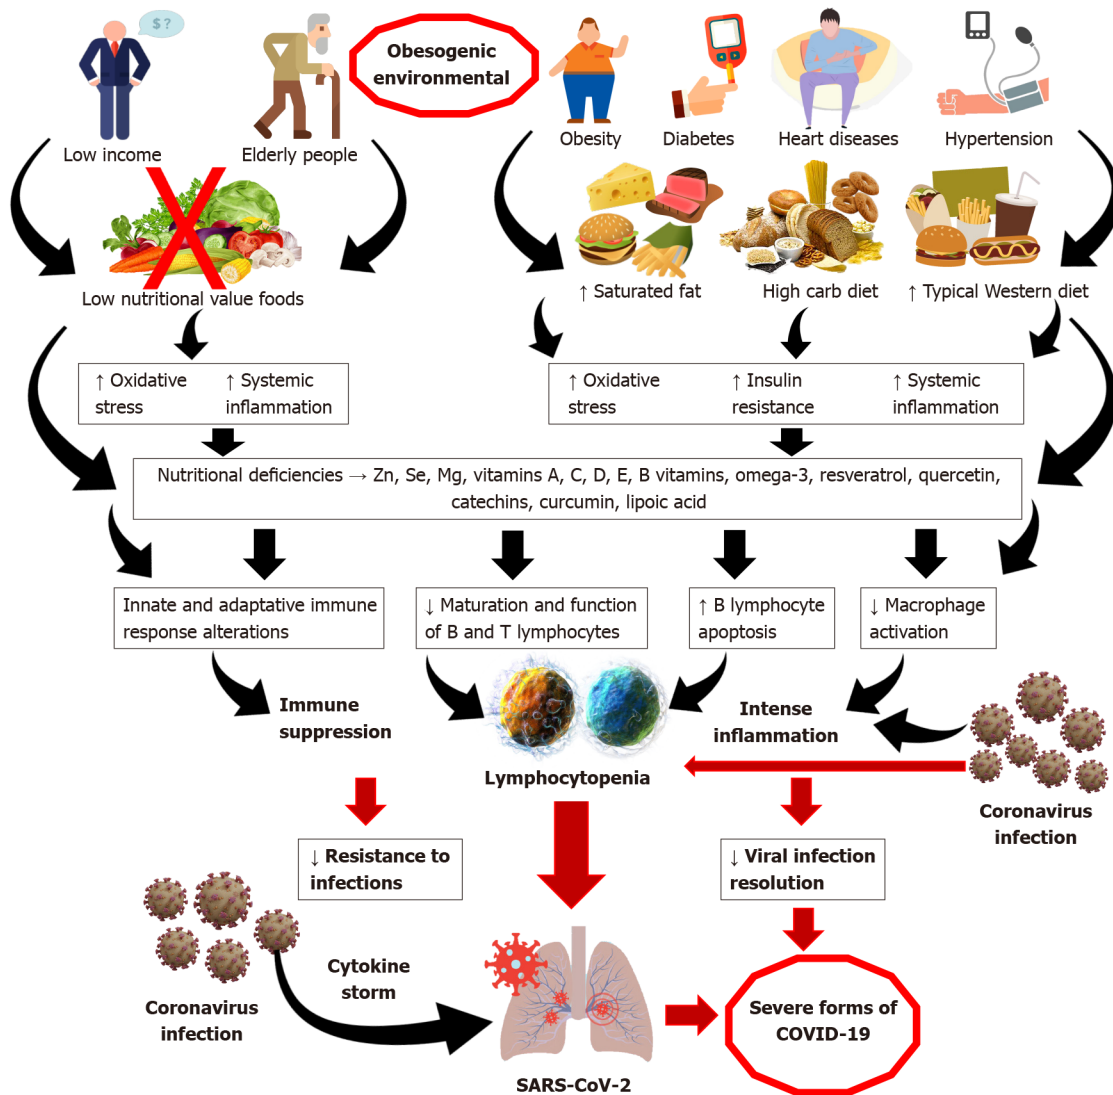 $ ?
Obesogenic
environmental
Low income
Elderly people
Obesity
Diabetes
Heart diseases
Hypertension
Low nutritional value foods
↑ Saturated fat
High carb diet
↑ Typical Western diet
↑ Oxidative
stress
↑ Systemic
inflammation
↑ Oxidative
stress
↑ Insulin
resistance
↑ Systemic
inflammation
Nutritional deficiencies → Zn, Se, Mg, vitamins A, C, D, E, B vitamins, omega-3, resveratrol, quercetin,
catechins, curcumin, lipoic acid
Innate and adaptative immune
response alterations
↓ Maturation and function
of B and T lymphocytes
↑ B lymphocyte
apoptosis
↓ Macrophage
activation
Immune
suppression
Lymphocytopenia
Intense
inflammation
Coronavirus
infection
↓ Resistance to
infections
↓ Viral infection
resolution
Coronavirus
infection
Cytokine
storm
SARS-CoV-2
Severe forms of
COVID-19